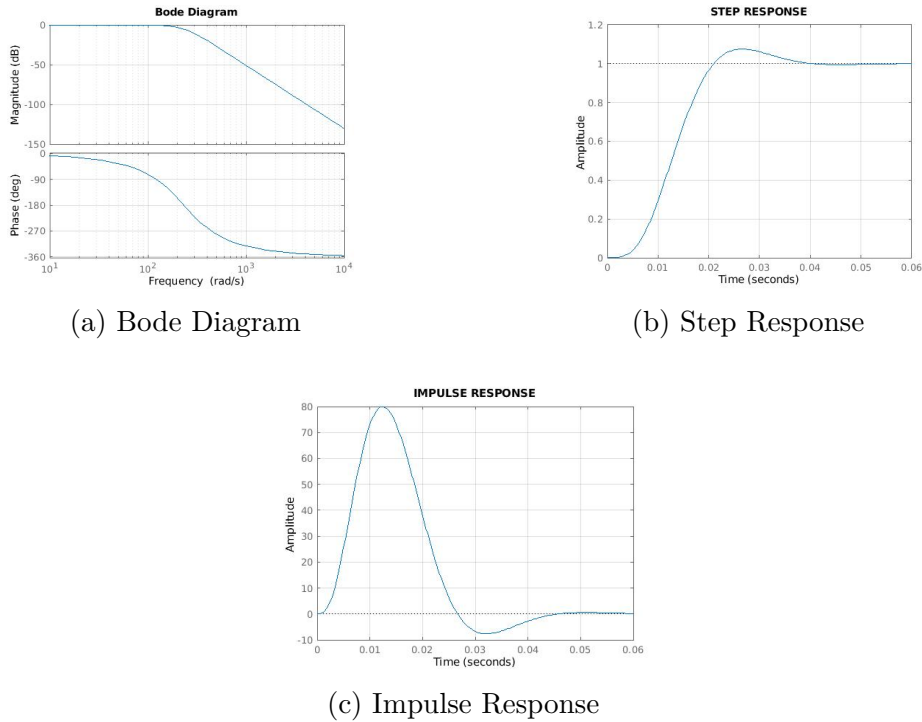 Bode Diagram
Magnitude (dB)
0
-50
-100
-150
Phase (deg)
0
-90
-180
-270
-360
10^1 10^2 10^3 10^4
Frequency (rad/s)
(a) Bode Diagram
STEP RESPONSE
Amplitude
1.2
1
0.8
0.6
0.4
0.2
0
0 0.01 0.02 0.03 0.04 0.05 0.06
Time (seconds)
(b) Step Response
IMPULSE RESPONSE
Amplitude
80
70
60
50
40
30
20
10
0
-10
0 0.01 0.02 0.03 0.04 0.05 0.06
Time (seconds)
(c) Impulse Response